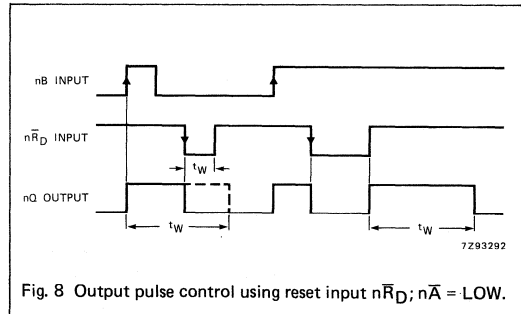 nB INPUT
nR̅D INPUT
tW
nQ OUTPUT
tW
tW
7Z93292
Fig. 8 Output pulse control using reset input nR̅D; nA̅ = LOW.